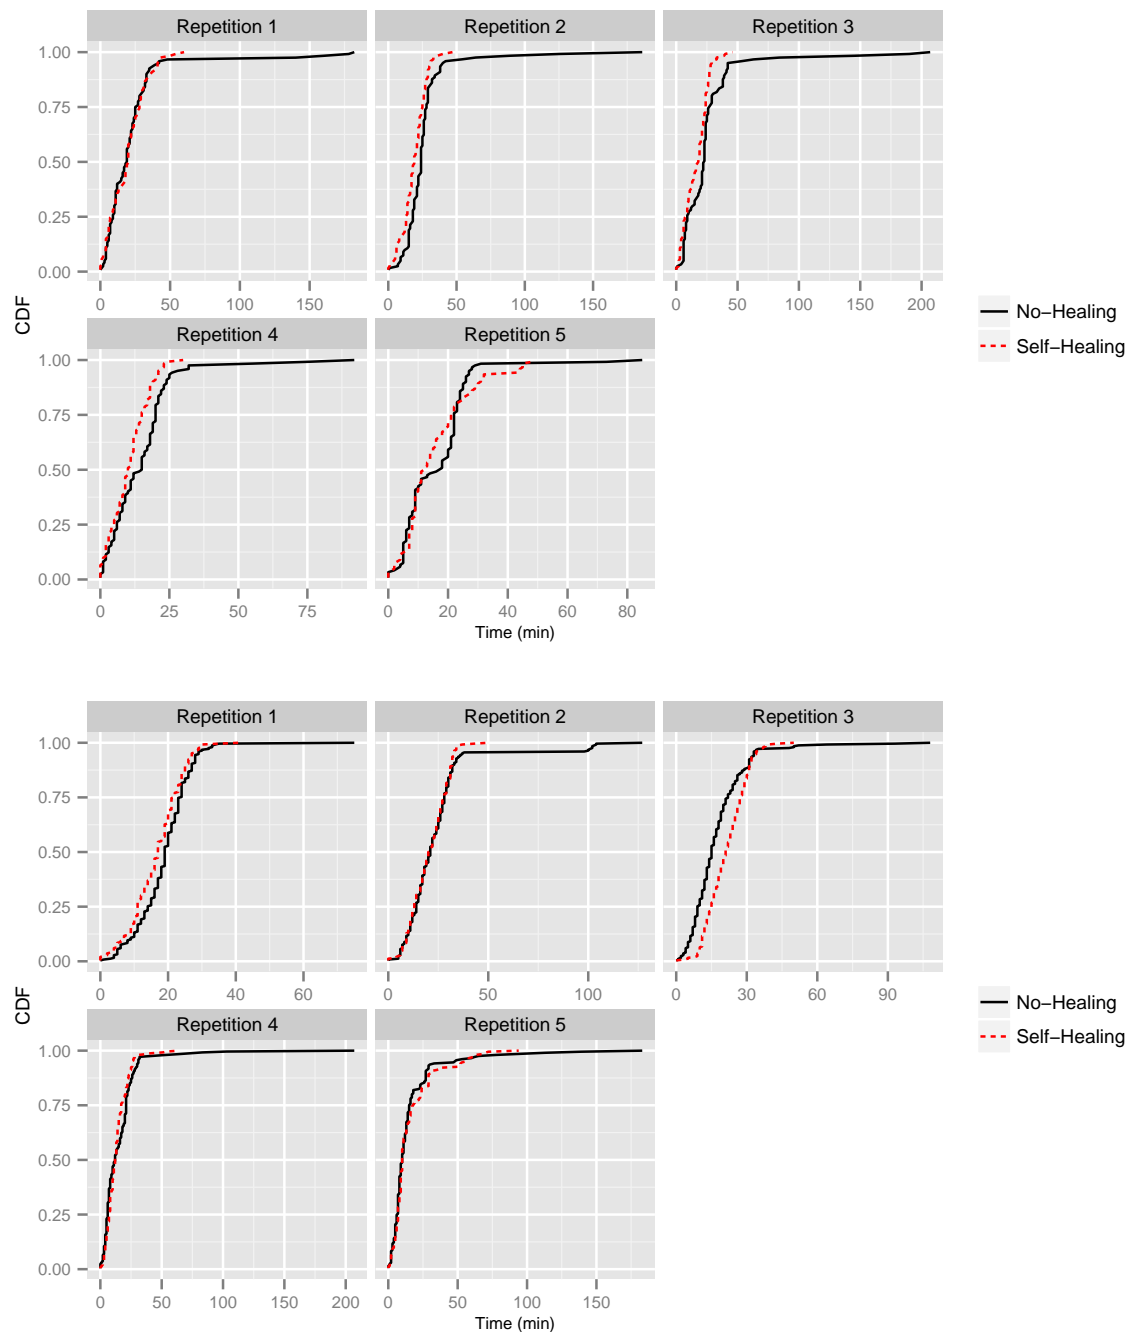 Repetition 1 Repetition 2 Repetition 3
1.00
0.75
0.50
0.25
0.00
0 50 100 150 0 50 100 150 0 50 100 150 200
CDF
No−Healing
Self−Healing
Repetition 4 Repetition 5
1.00
0.75
0.50
0.25
0.00
0 25 50 75 0 20 40 60 80
Time (min)
Repetition 1 Repetition 2 Repetition 3
1.00
0.75
0.50
0.25
0.00
0 20 40 60 0 50 100 0 30 60 90
CDF
No−Healing
Self−Healing
Repetition 4 Repetition 5
1.00
0.75
0.50
0.25
0.00
0 50 100 150 200 0 50 100 150
Time (min)